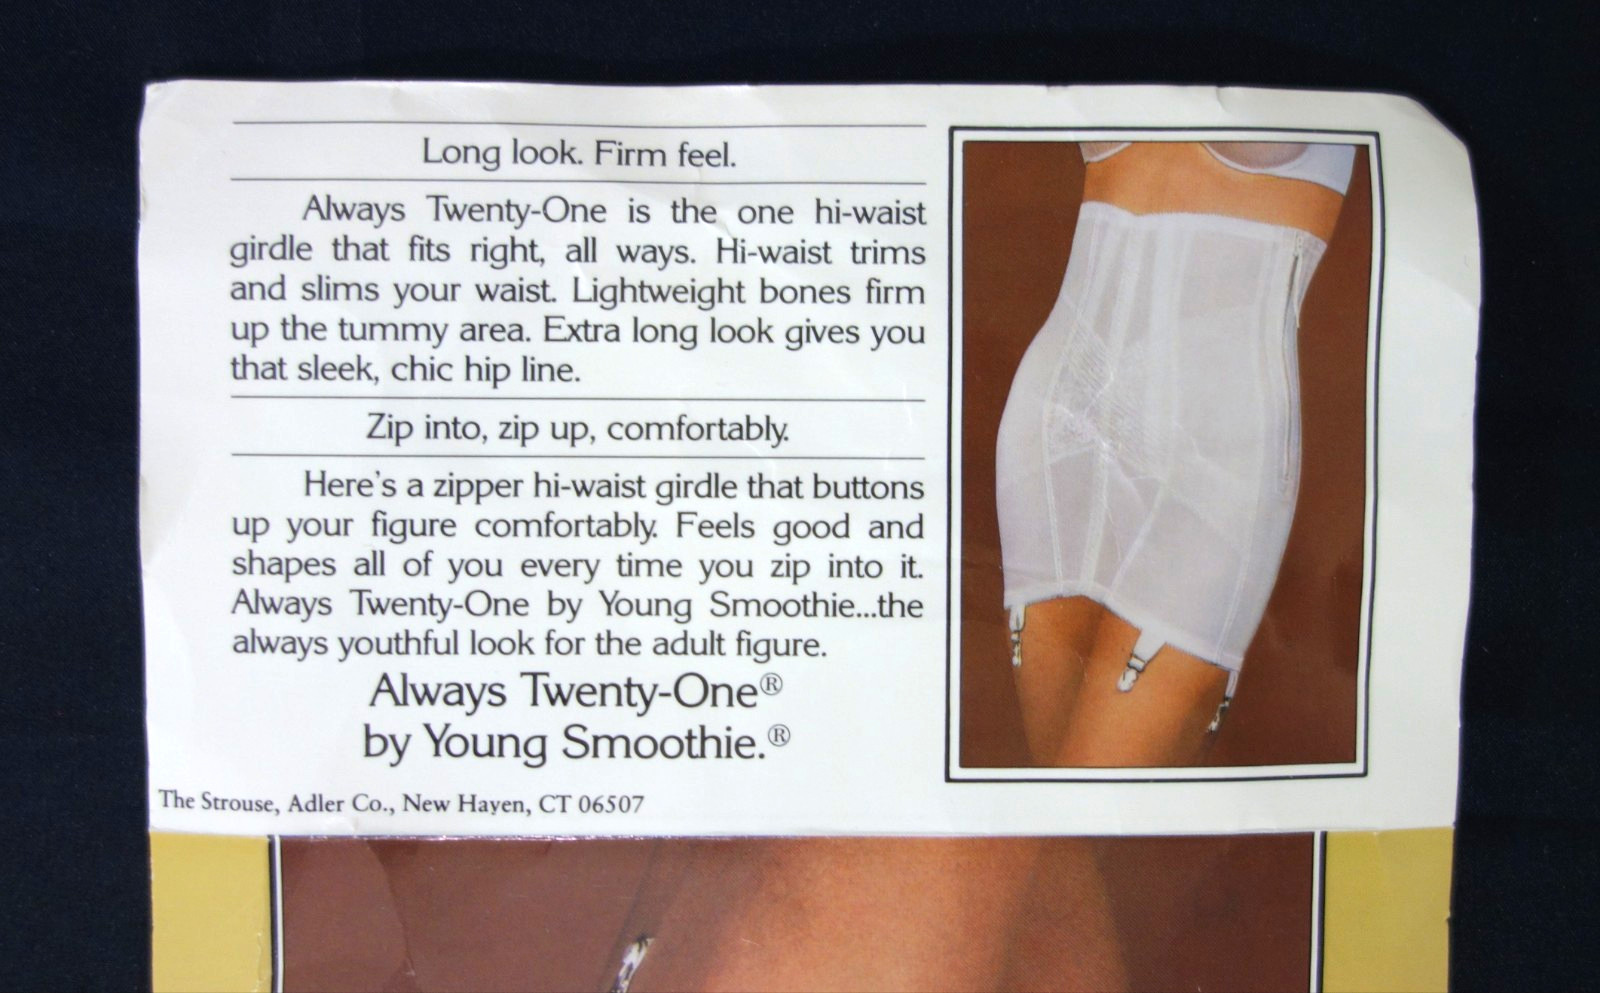 Long look. Firm feel.
Always Twenty-One is the one hi-waist
girdle that fits right, all ways. Hi-waist trims
and slims your waist. Lightweight bones firm
up the tummy area. Extra long look gives you
that sleek, chic hip line.
Zip into, zip up, comfortably.
Here's a zipper hi-waist girdle that buttons
up your figure comfortably. Feels good and
shapes all of you every time you zip into it.
Always Twenty-One by Young Smoothie...the
always youthful look for the adult figure.
Always Twenty-One®
by Young Smoothie.®
The Strouse, Adler Co., New Haven, CT 06507